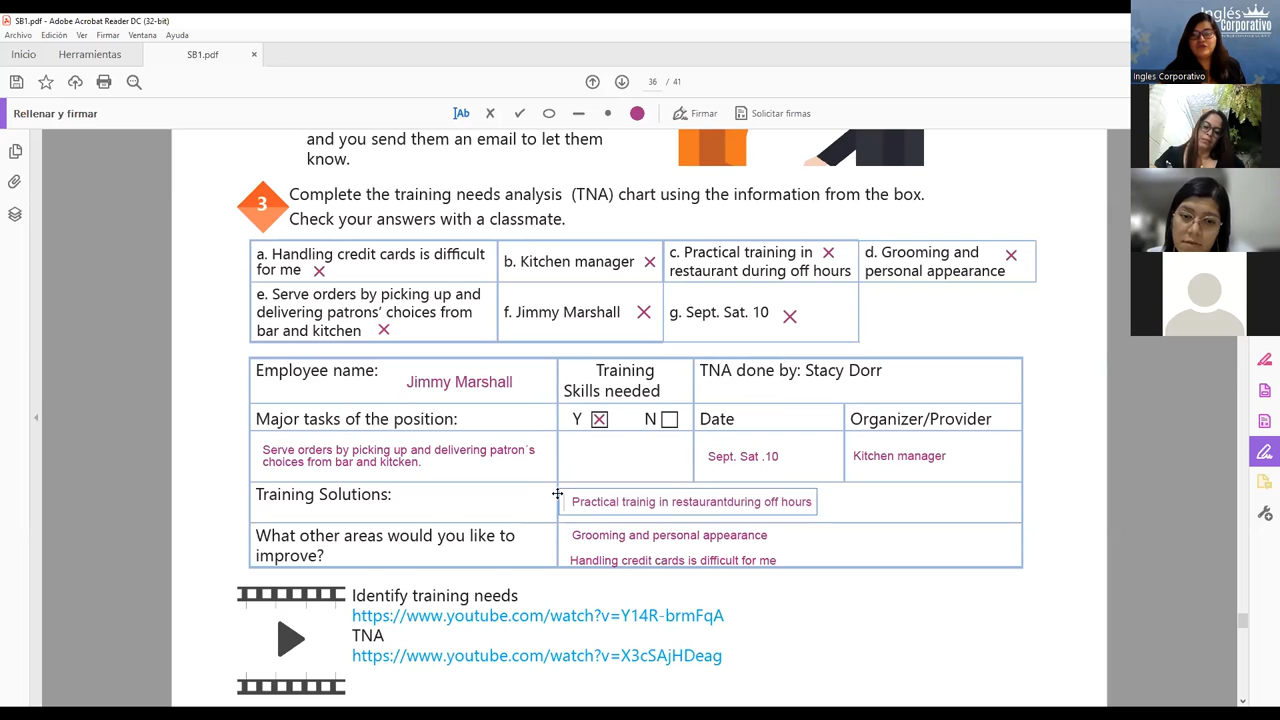 SB1.pdf - Adobe Acrobat Reader DC (32-bit)
Archivo Edición Ver Firmar Ventana Ayuda
Inicio Herramientas SB1.pdf ×
36 / 41
Rellenar y firmar
Ab
Firmar
Solicitar firmas
Inglés
Corporativo
Ingles Corporativo
and you send them an email to let them
know.
3
Complete the training needs analysis (TNA) chart using the information from the box.
Check your answers with a classmate.
a. Handling credit cards is difficult
for me
b. Kitchen manager
c. Practical training in
restaurant during off hours
d. Grooming and
personal appearance
e. Serve orders by picking up and
delivering patrons' choices from
bar and kitchen
f. Jimmy Marshall
g. Sept. Sat. 10
Employee name:
Jimmy Marshall
Training
Skills needed
TNA done by: Stacy Dorr
Major tasks of the position:
Y N
Date
Organizer/Provider
Serve orders by picking up and delivering patron´s
choices from bar and kitcken.
Sept. Sat .10
Kitchen manager
Training Solutions:
Practical trainig in restaurantduring off hours
What other areas would you like to
improve?
Grooming and personal appearance
Handling credit cards is difficult for me
Identify training needs
https://www.youtube.com/watch?v=Y14R-brmFqA
TNA
https://www.youtube.com/watch?v=X3cSAjHDeag